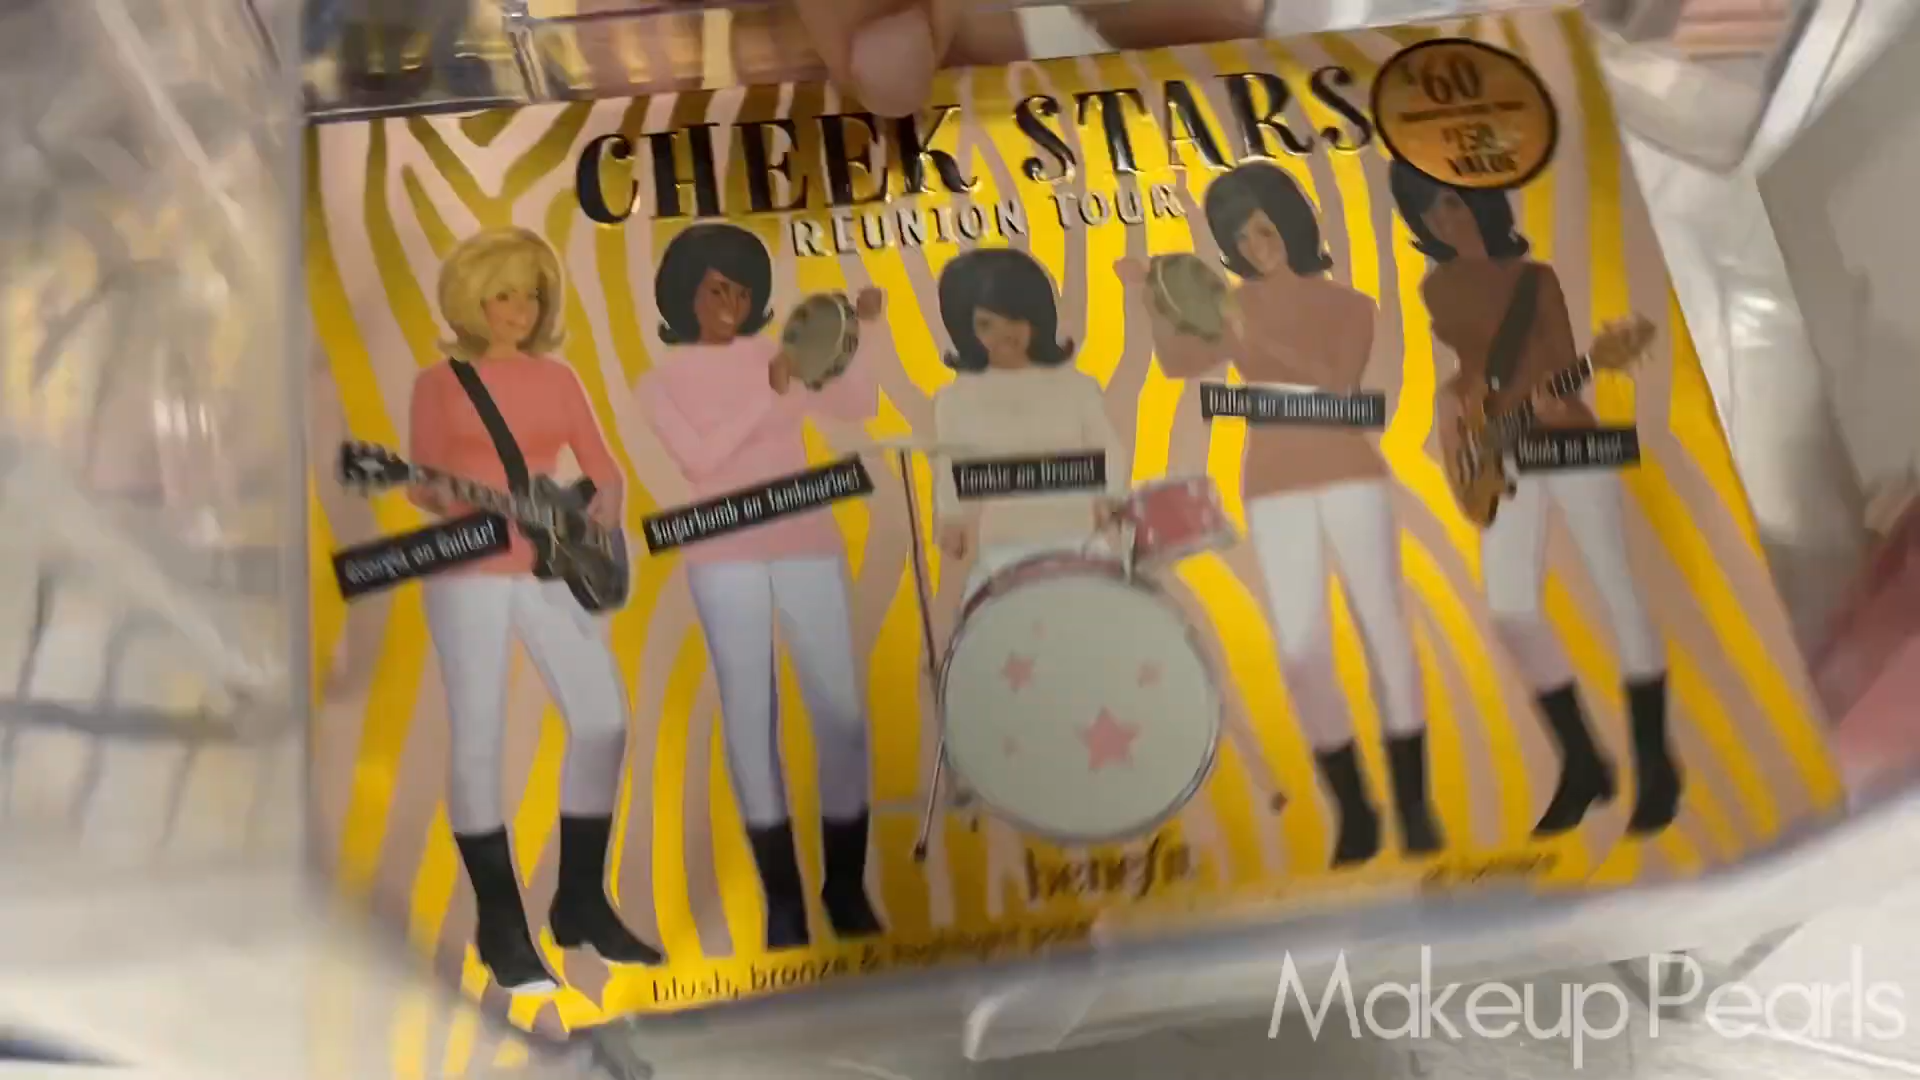 CHEEK STARS
REUNION TOUR
$60
$158
VALUE
Georgia on Guitar!
Sugarbomb on Tambourine!
Cookie on Drums!
Dallas on Tambourine!
Hoola on Bass!
benefit
blush, bronze & highlight
Makeup Pearls